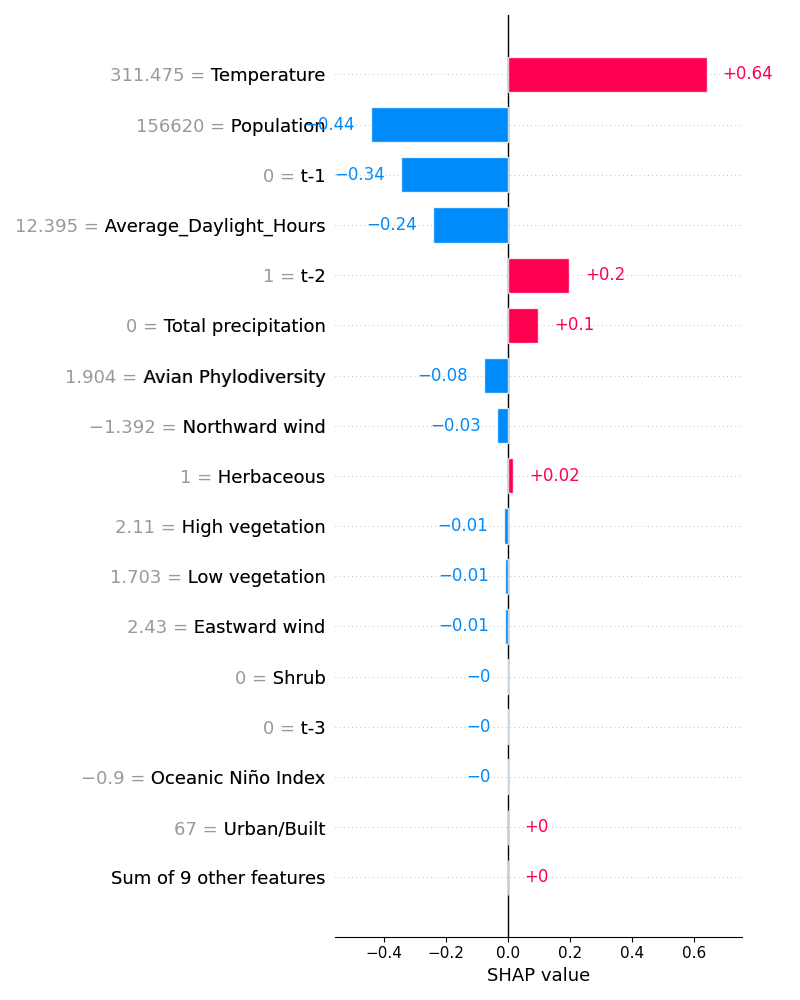 311.475 = Temperature +0.64
156620 = Population −0.44
0 = t-1 −0.34
12.395 = Average_Daylight_Hours −0.24
1 = t-2 +0.2
0 = Total precipitation +0.1
1.904 = Avian Phylodiversity −0.08
−1.392 = Northward wind −0.03
1 = Herbaceous +0.02
2.11 = High vegetation −0.01
1.703 = Low vegetation −0.01
2.43 = Eastward wind −0.01
0 = Shrub −0
0 = t-3 −0
−0.9 = Oceanic Niño Index −0
67 = Urban/Built +0
Sum of 9 other features +0
−0.4 −0.2 0.0 0.2 0.4 0.6
SHAP value